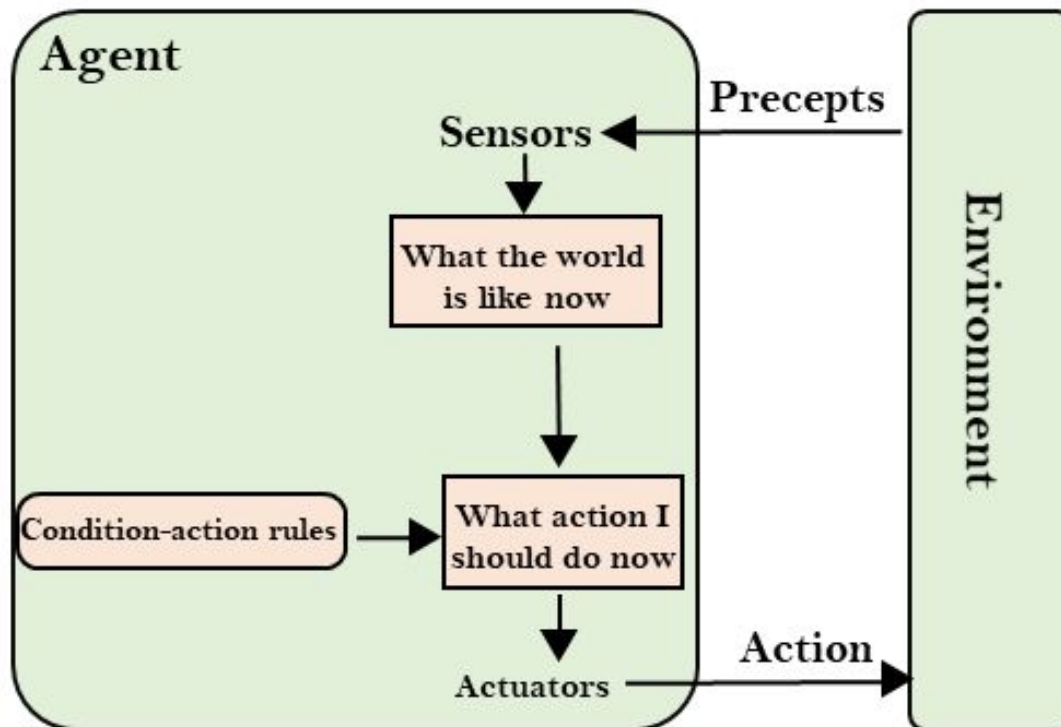 Agent
Precepts
Sensors
What the world
is like now
Environment
Condition-action rules
What action I
should do now
Action
Actuators